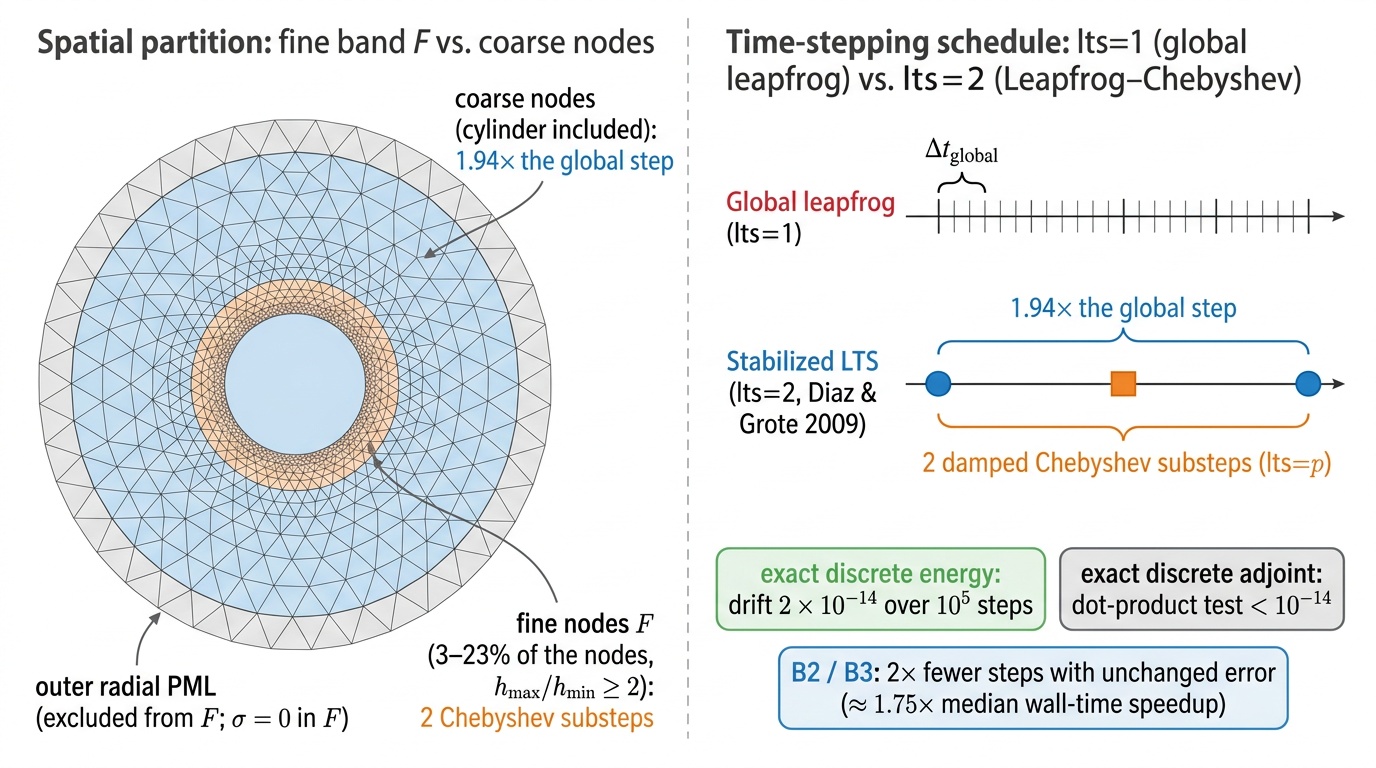 Spatial partition: fine band F vs. coarse nodes
coarse nodes
(cylinder included):
1.94× the global step
fine nodes F
(3–23% of the nodes,
h_max/h_min ≥ 2):
2 Chebyshev substeps
outer radial PML
(excluded from F; σ = 0 in F)
Time-stepping schedule: lts=1 (global
leapfrog) vs. lts = 2 (Leapfrog–Chebyshev)
Δt_global
Global leapfrog
(lts=1)
1.94× the global step
Stabilized LTS
(lts=2, Diaz &
Grote 2009)
2 damped Chebyshev substeps (lts=p)
exact discrete energy:
drift 2 × 10⁻¹⁴ over 10⁵ steps
exact discrete adjoint:
dot-product test < 10⁻¹⁴
B2 / B3: 2× fewer steps with unchanged error
(≈ 1.75× median wall-time speedup)